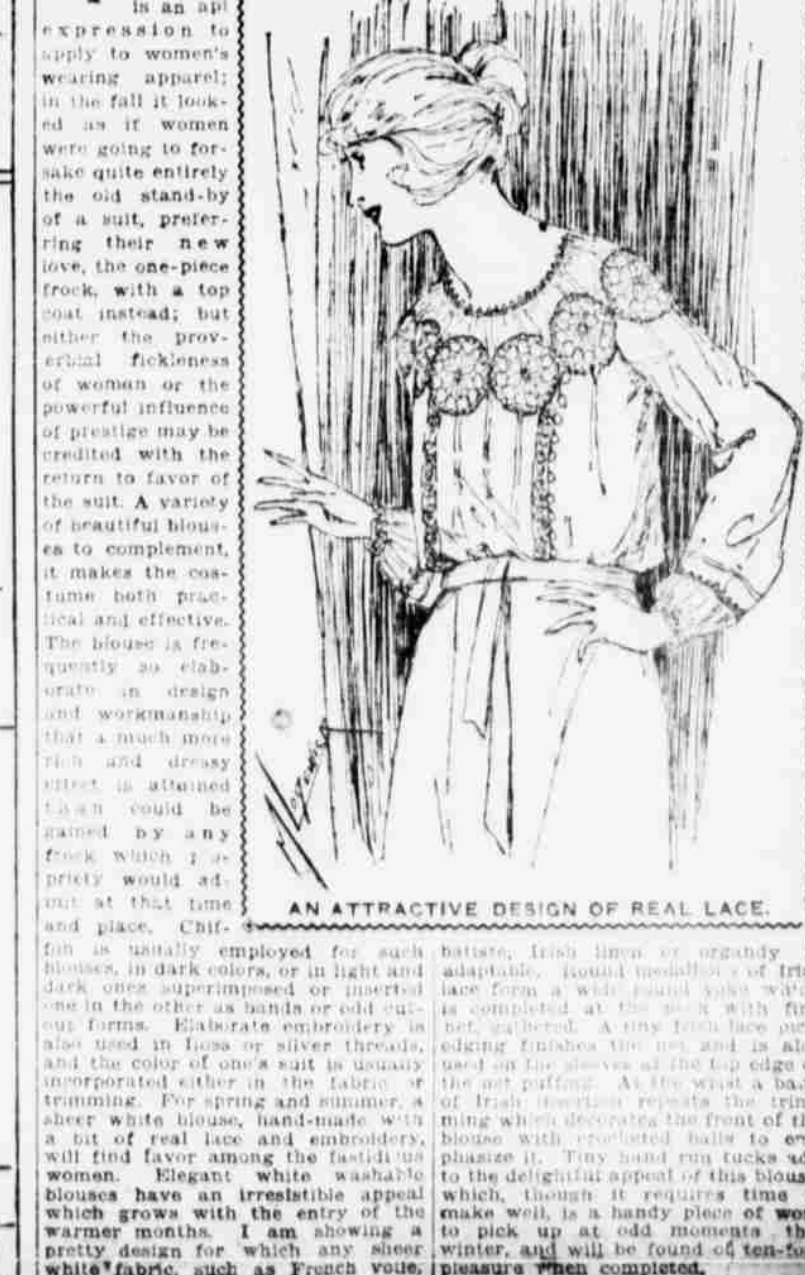 is an apt
expression to
apply to women's
wearing apparel;
in the fall it look-
ed as if women
were going to for-
sake quite entirely
the old stand-by
of a suit, prefer-
ring their new
love, the one-piece
frock, with a top
coat instead; but
either the prov-
erbial fickleness
of woman or the
powerful influence
of prestige may be
credited with the
return to favor of
the suit. A variety
of beautiful blous-
es to complement,
it makes the cos-
tume both prac-
tical and effective.
The blouse is fre-
quently so elab-
orate in design
and workmanship
that a much more
rich and dressy
effect is attained
than could be
gained by any
frock which pro-
priety would ad-
mit at that time
and place. Chif-
fon is usually employed for such
blouses, in dark colors, or in light and
dark ones superimposed or inserted
one in the other as bands or odd cut-
out forms. Elaborate embroidery is
also used in floss or silver threads,
and the color of one's suit is usually
incorporated either in the fabric or
trimming. For spring and summer, a
sheer white blouse, hand-made with
a bit of real lace and embroidery,
will find favor among the fastidious
women. Elegant white washable
blouses have an irresistible appeal
which grows with the entry of the
warmer months. I am showing a
pretty design for which any sheer
white fabric, such as French voile,
AN ATTRACTIVE DESIGN OF REAL LACE.
batiste, Irish linen or organdy
adaptable. Round medallions of Iri
lace form a wide round yoke
is completed at the neck with fin
net, gathered. A tiny Irish lace
edging finishes the net, and is al
used on the sleeves at the top edge
the net puffing. At the wrist a ba
of Irish insertion repeats the trim
ming which decorates the front of th
blouse with crocheted balls to em
phasize it. Tiny hand run tucks ad
to the delightful appeal of this blous
which, though it requires time
make well, is a handy piece of wor
to pick up at odd moments th
winter, and will be found of ten-fo
pleasure when completed.